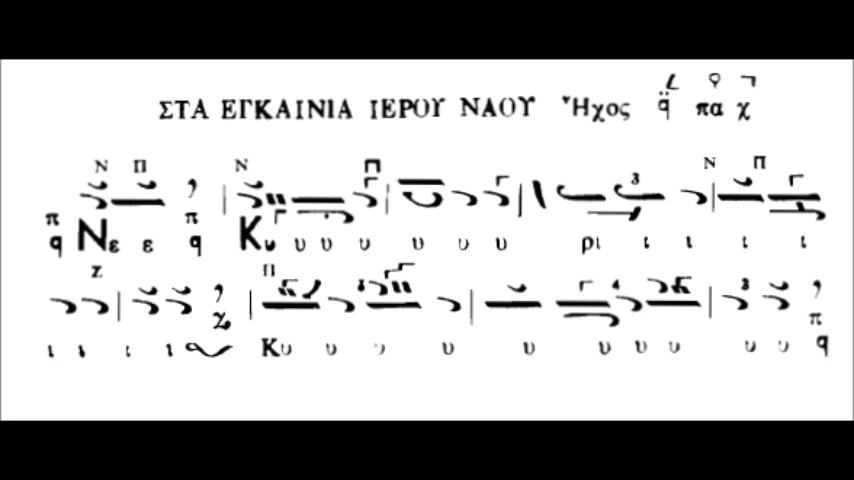 ΣΤΑ ΕΓΚΑΙΝΙΑ ΙΕΡΟΥ ΝΑΟΥ Ἦχος q̈ πα χ
Ν Π Ν Π Ν Π
π q Νε ε π q Κυ υ υ υ υ υ υ ρι ι ι ι ι
Ζ Π
ι ι ι ι Κυ υ υ υ υ υ υ υ υ υ π q